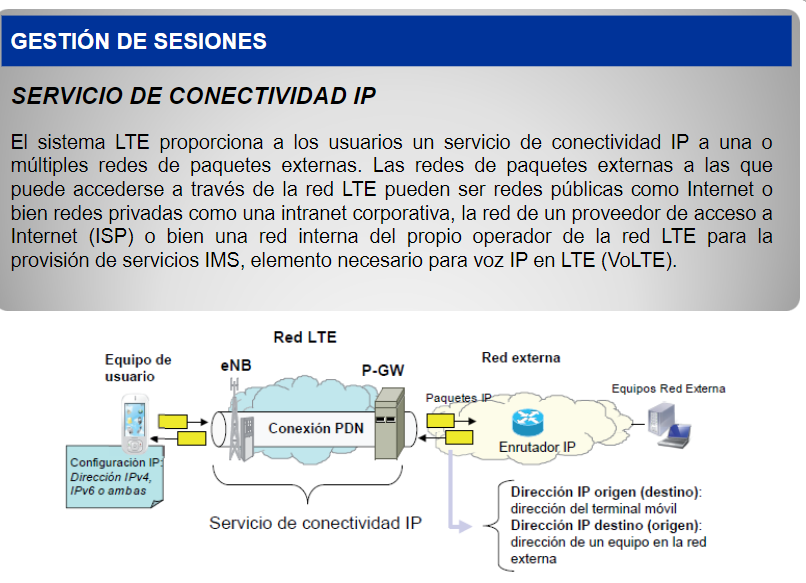 GESTIÓN DE SESIONES
SERVICIO DE CONECTIVIDAD IP
El sistema LTE proporciona a los usuarios un servicio de conectividad IP a una o
múltiples redes de paquetes externas. Las redes de paquetes externas a las que
puede accederse a través de la red LTE pueden ser redes públicas como Internet o
bien redes privadas como una intranet corporativa, la red de un proveedor de acceso a
Internet (ISP) o bien una red interna del propio operador de la red LTE para la
provisión de servicios IMS, elemento necesario para voz IP en LTE (VoLTE).
Red LTE
Equipo de
usuario
eNB
P-GW
Red externa
Paquetes IP
Equipos Red Externa
Conexión PDN
Enrutador IP
Configuración IP:
Dirección IPv4,
IPv6 o ambas
Servicio de conectividad IP
Dirección IP origen (destino):
dirección del terminal móvil
Dirección IP destino (origen):
dirección de un equipo en la red
externa